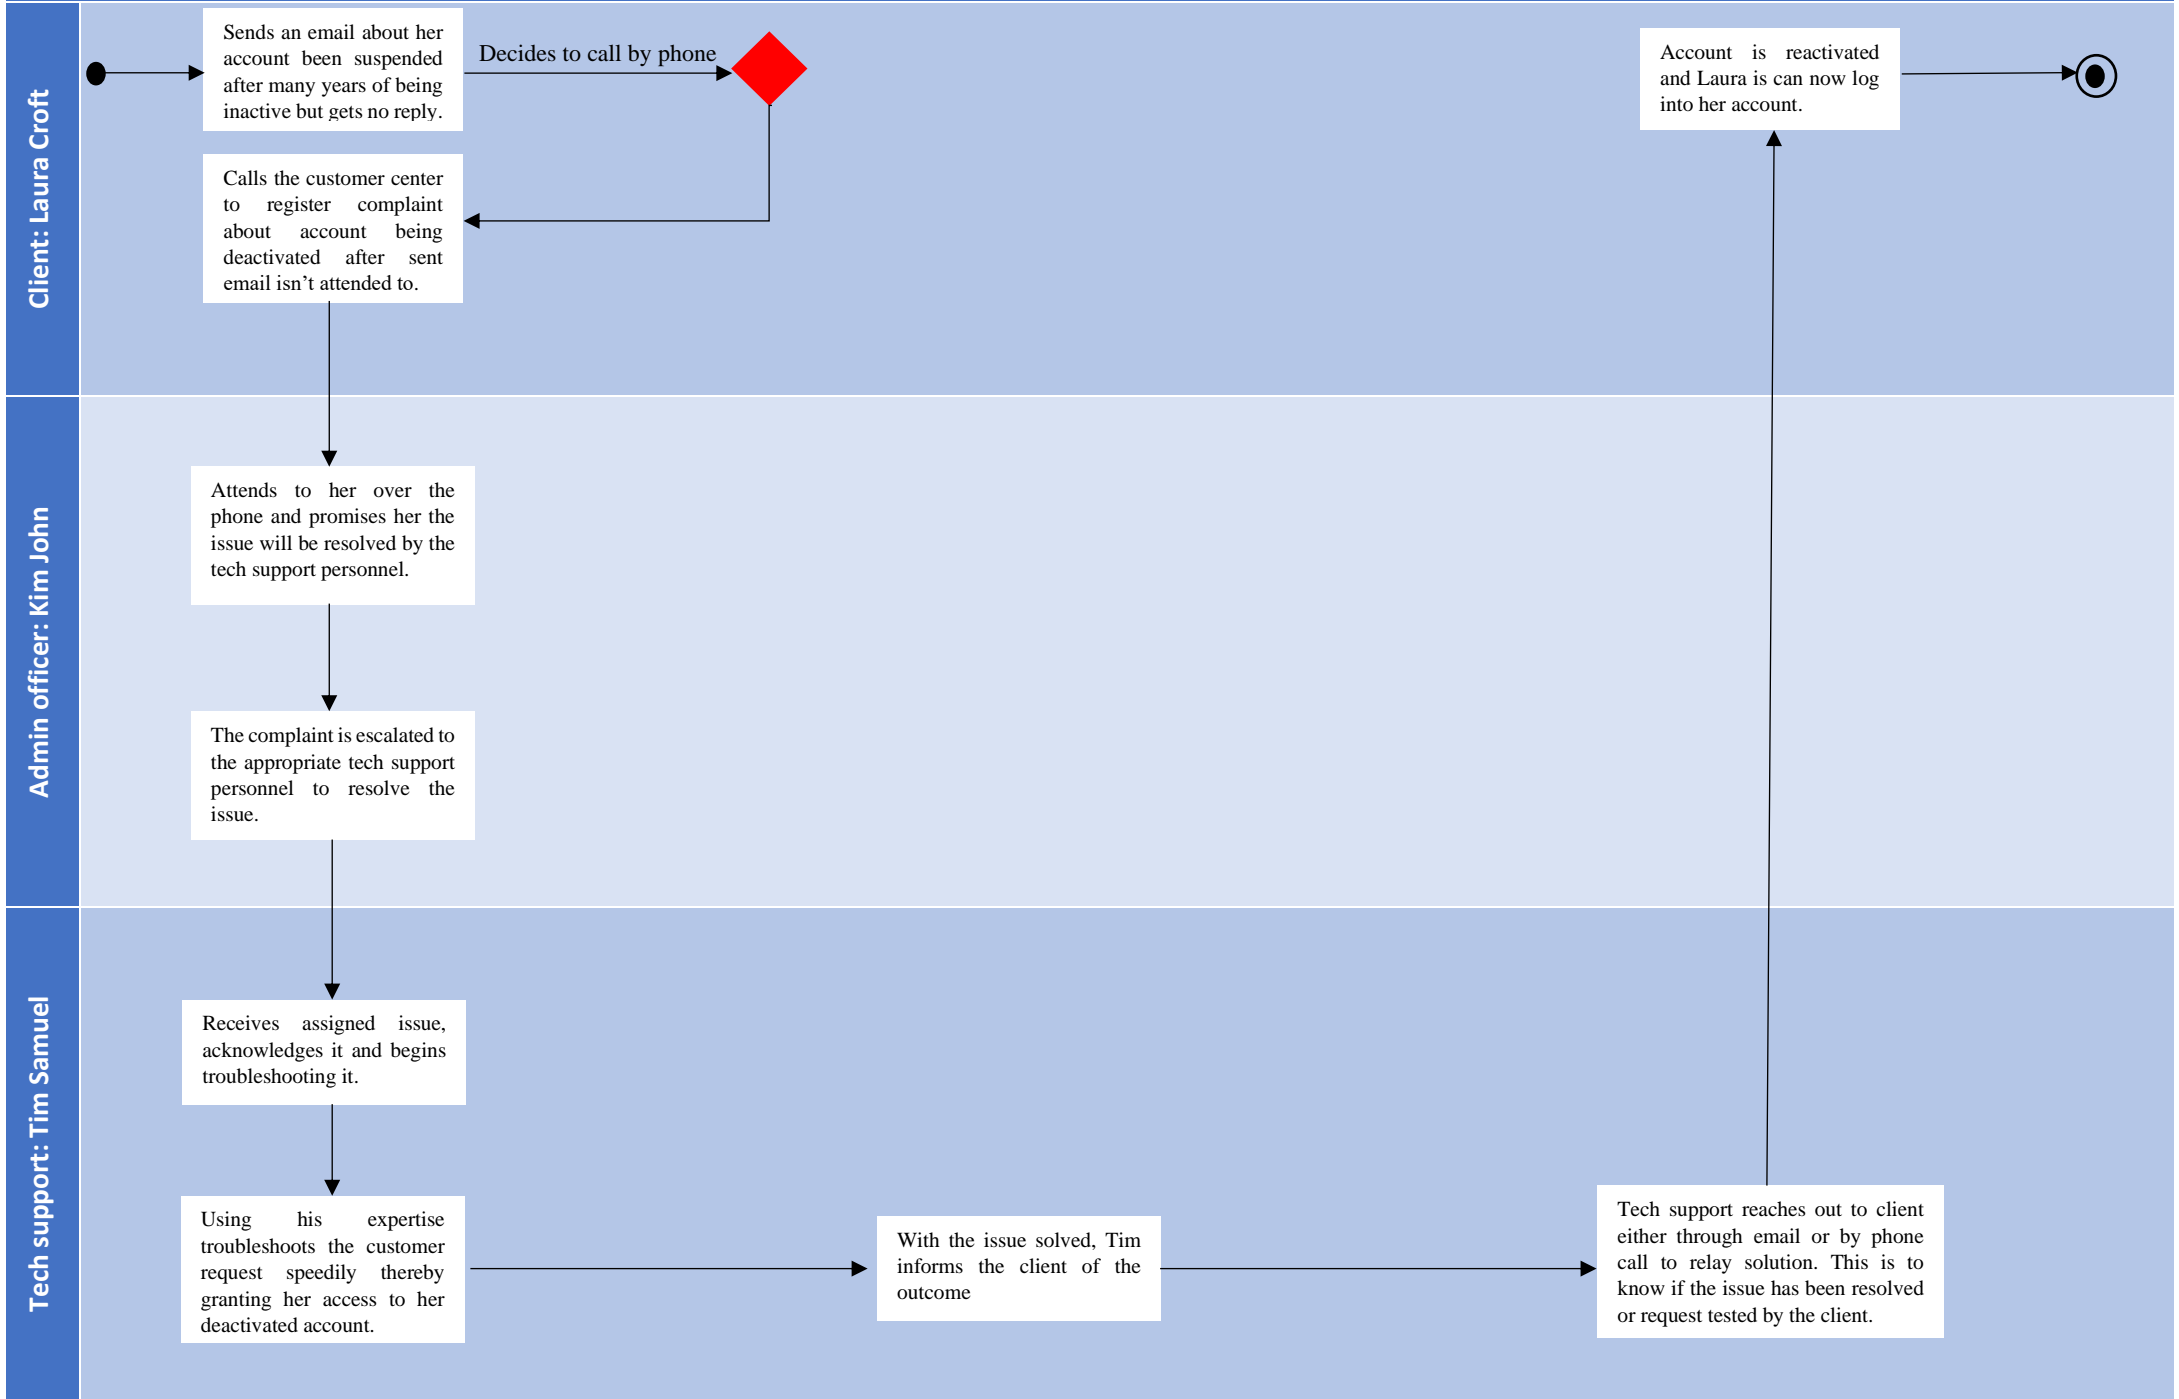 Client: Laura Croft
Sends an email about her
account been suspended
after many years of being
inactive but gets no reply.
Decides to call by phone
Account is reactivated
and Laura is can now log
into her account.
Calls the customer center
to register complaint
about account being
deactivated after sent
email isn’t attended to.
Admin officer: Kim John
Attends to her over the
phone and promises her the
issue will be resolved by the
tech support personnel.
The complaint is escalated to
the appropriate tech support
personnel to resolve the
issue.
Tech support: Tim Samuel
Receives assigned issue,
acknowledges it and begins
troubleshooting it.
Using his expertise
troubleshoots the customer
request speedily thereby
granting her access to her
deactivated account.
With the issue solved, Tim
informs the client of the
outcome
Tech support reaches out to client
either through email or by phone
call to relay solution. This is to
know if the issue has been resolved
or request tested by the client.